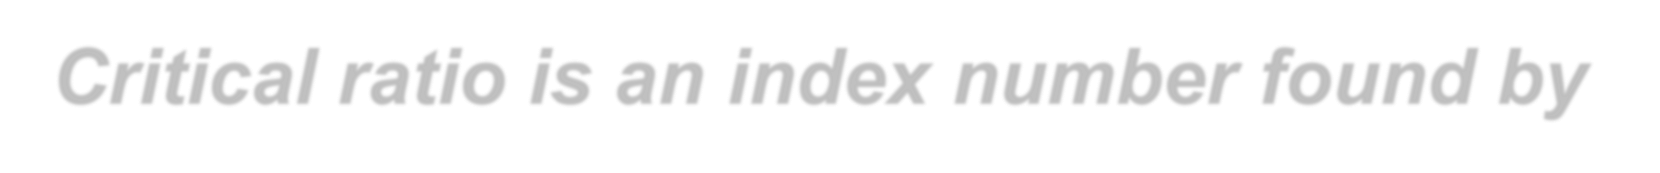 Critical ratio is an index number found by